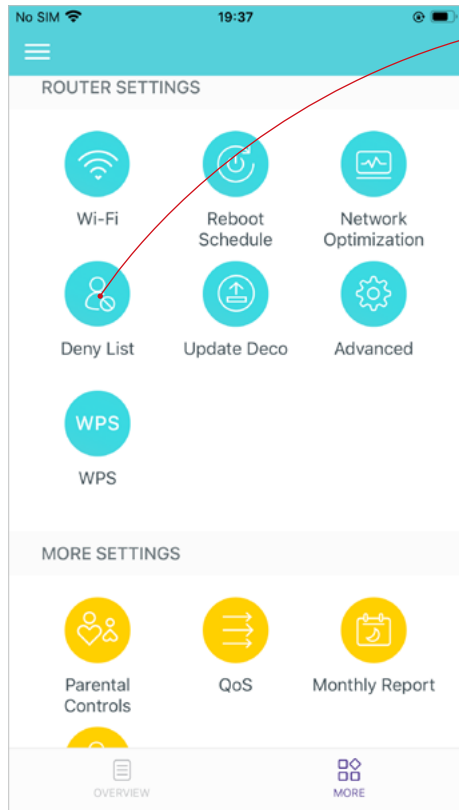 No SIM 19:37
ROUTER SETTINGS
Wi-Fi
Reboot
Schedule
Network
Optimization
Deny List
Update Deco
Advanced
WPS
WPS
MORE SETTINGS
Parental
Controls
QoS
Monthly Report
OVERVIEW
MORE